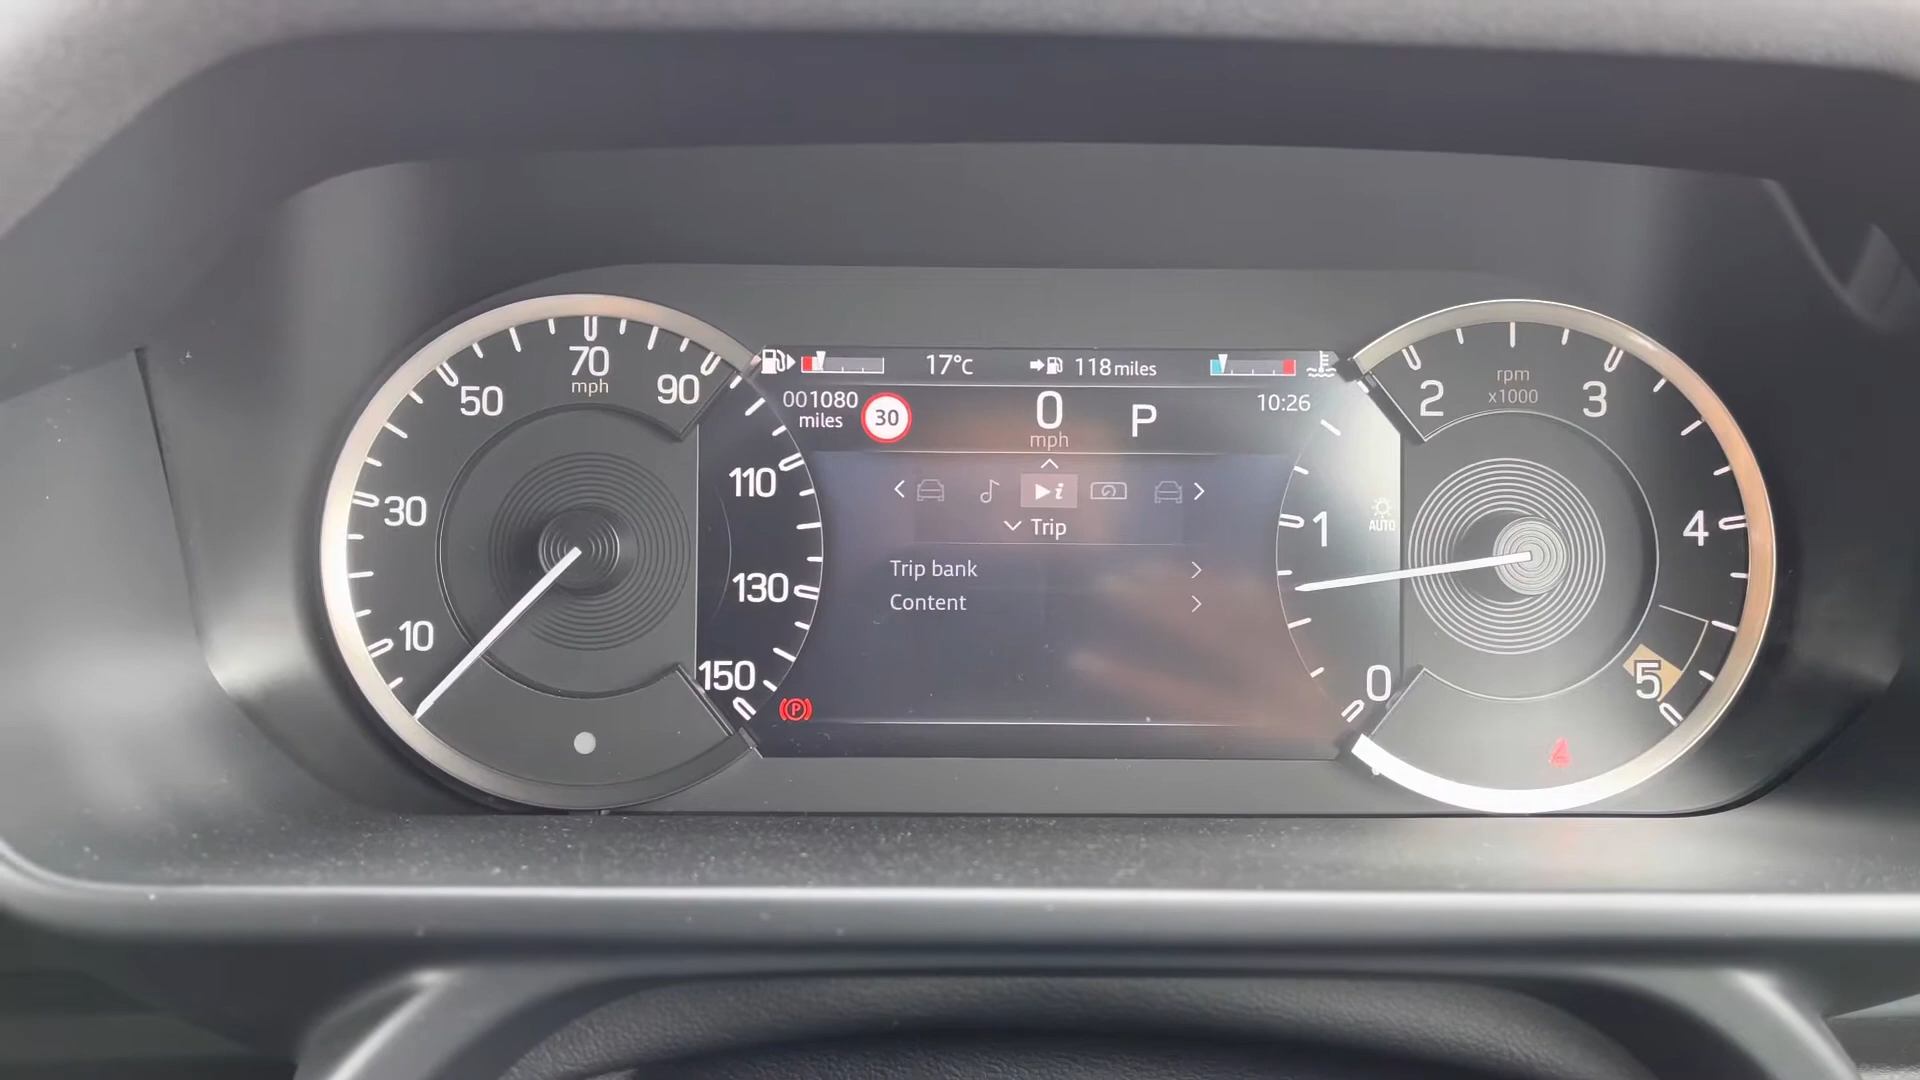 17°c
118 miles
001080
miles
30
0
mph
P
10:26
Trip
Trip bank
Content
10
30
50
70
mph
90
110
130
150
P
0
1
2
3
4
5
rpm
x1000
AUTO